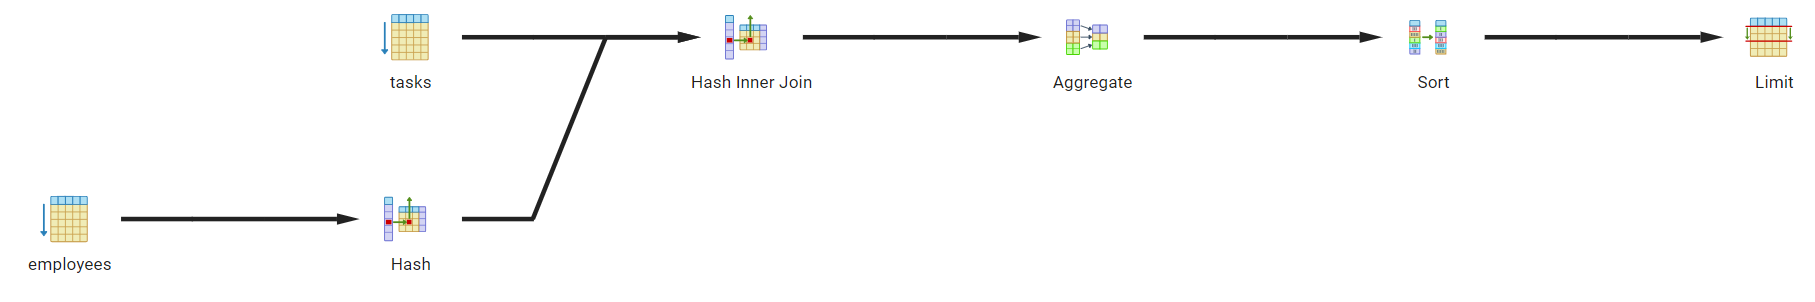 tasks
Hash Inner Join
Aggregate
Sort
Limit
employees
Hash